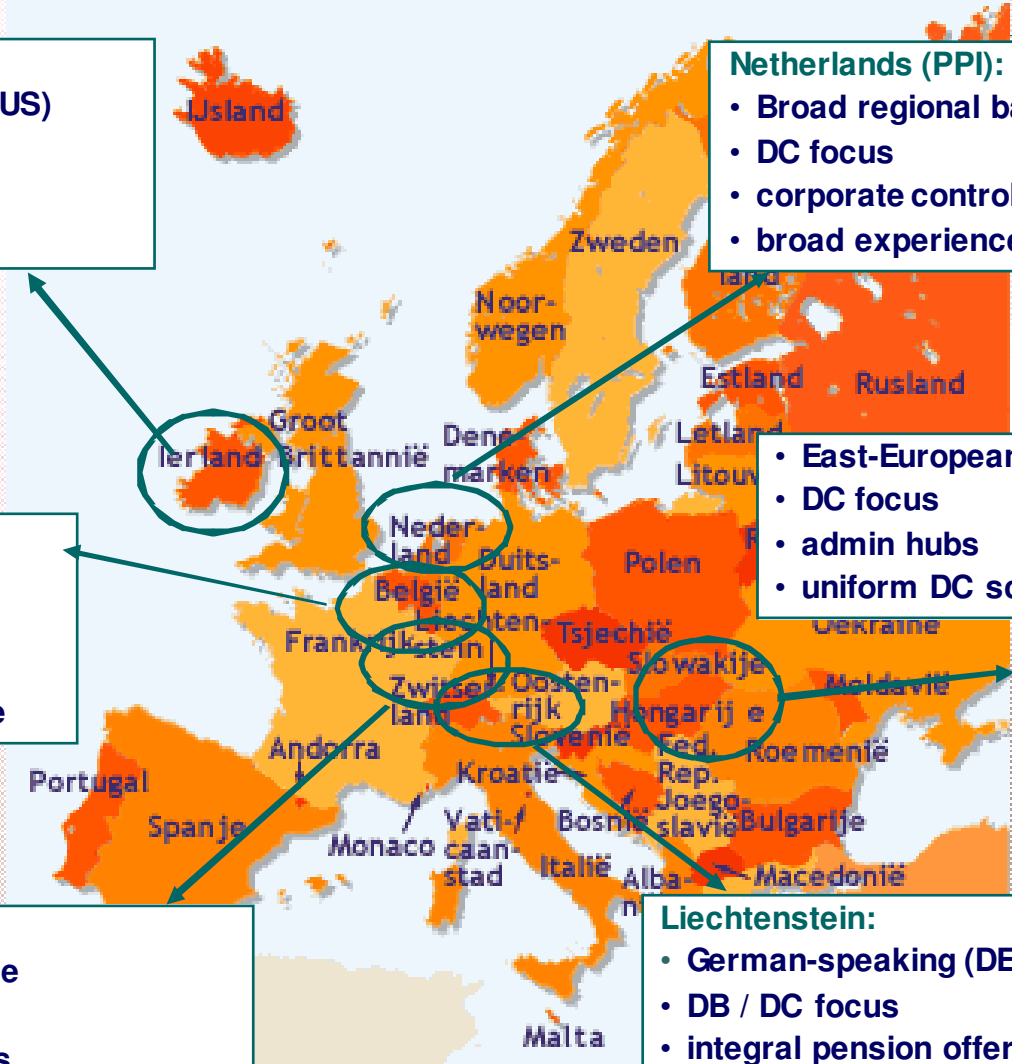 US)
IJsland
Netherlands (PPI):
• Broad regional ba
• DC focus
• corporate control
• broad experience
Zweden
land
Noor-
wegen
Estland
Rusland
Groot
Brittannië
Ierland
Dene
marken
Letland
Litouw
• East-European
• DC focus
• admin hubs
• uniform DC sc
Neder-
land
Duits-
land
Polen
België
Liechten-
stein
Frankrijk
Tsjechië
Oekraïne
Slowakije
Zwitser-
land
Oosten-
rijk
Hongarije
Moldavië
e
Slovenië
Fed.
Rep.
Joego-
slavië
Roemenië
Andorra
Portugal
Kroatië
Spanje
Monaco
Vati-
caan-
stad
Bosnië
Bulgarije
Italië
Alba-
n
Macedonië
e
s
Liechtenstein:
• German-speaking (DE
• DB / DC focus
• integral pension offer
Malta